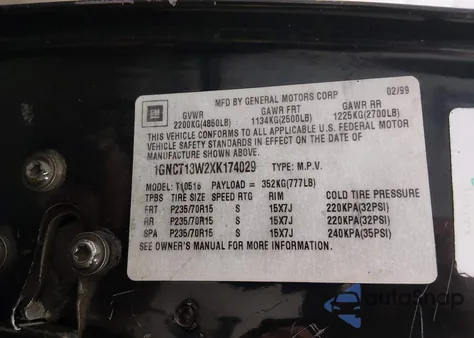 MFD BY GENERAL MOTORS CORP 02/99
GM GVWR GAWR FRT GAWR RR
2200KG(4850LB) 1134KG(2500LB) 1225KG(2700LB)
THIS VEHICLE CONFORMS TO ALL APPLICABLE U.S. FEDERAL MOTOR
VEHICLE SAFETY STANDARDS IN EFFECT ON THE DATE OF
MANUFACTURE SHOWN ABOVE.
1GNCT13W2XK174029 TYPE: M.P.V.
MODEL: T10516 PAYLOAD = 352KG(777LB)
TPBS TIRE SIZE SPEED RTG RIM COLD TIRE PRESSURE
FRT P235/70R15 S 15X7J 220KPA(32PSI)
RR P235/70R15 S 15X7J 220KPA(32PSI)
SPA P235/70R15 S 15X7J 240KPA(35PSI)
SEE OWNER'S MANUAL FOR MORE INFORMATION
autoSnap